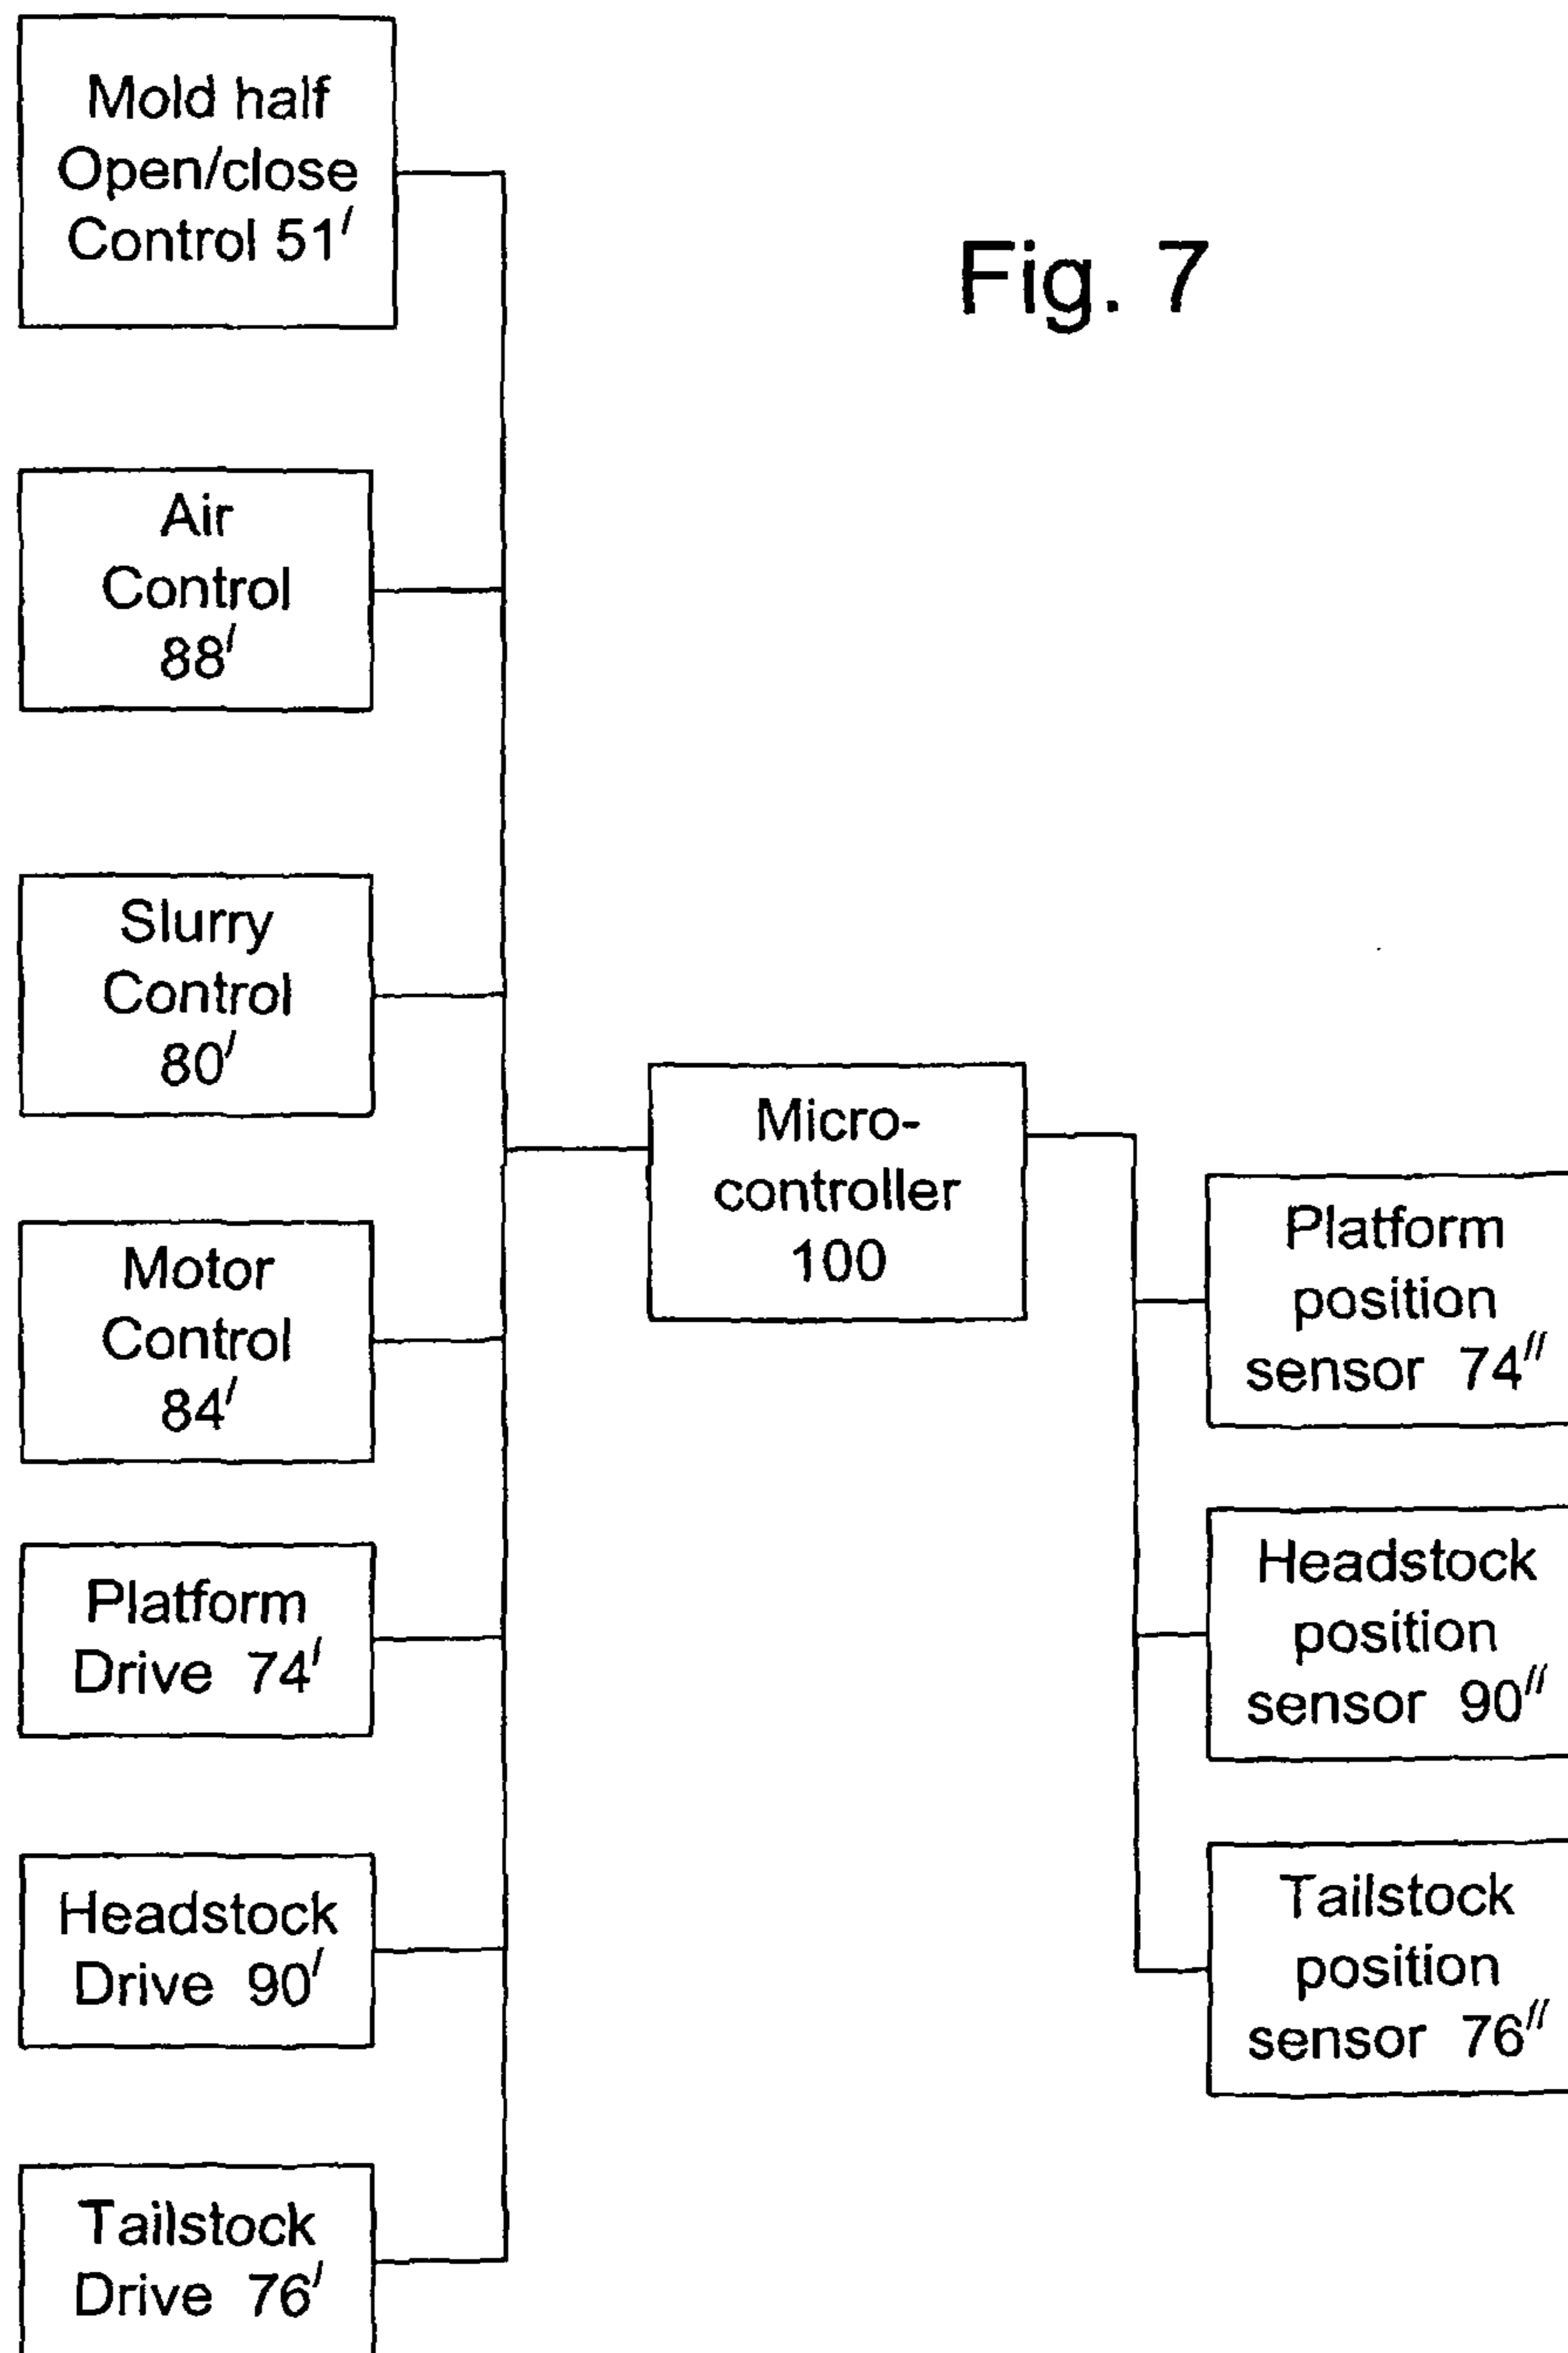 Mold half
Open/close
Control 51′
Fig. 7
Air
Control
88′
Slurry
Control
80′
Micro-
controller
100
Platform
position
sensor 74″
Motor
Control
84′
Headstock
position
sensor 90″
Platform
Drive 74′
Headstock
Drive 90′
Tailstock
position
sensor 76″
Tailstock
Drive 76′